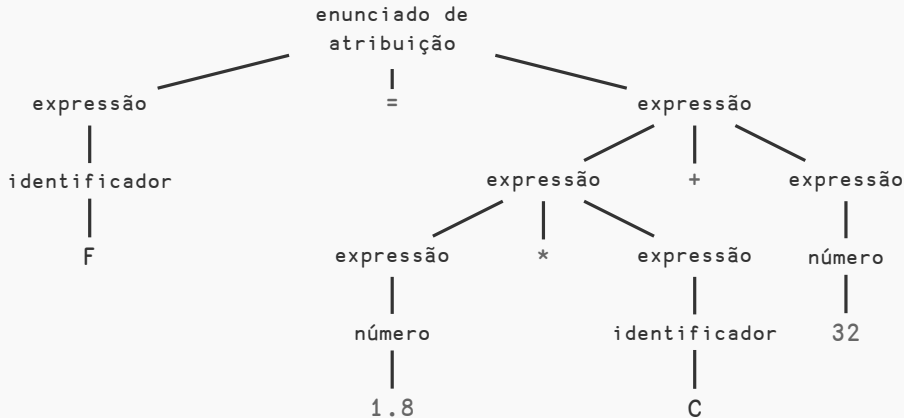 enunciado de
atribuição
expressão = expressão
identificador expressão + expressão
F expressão * expressão número
número identificador 32
1.8 C